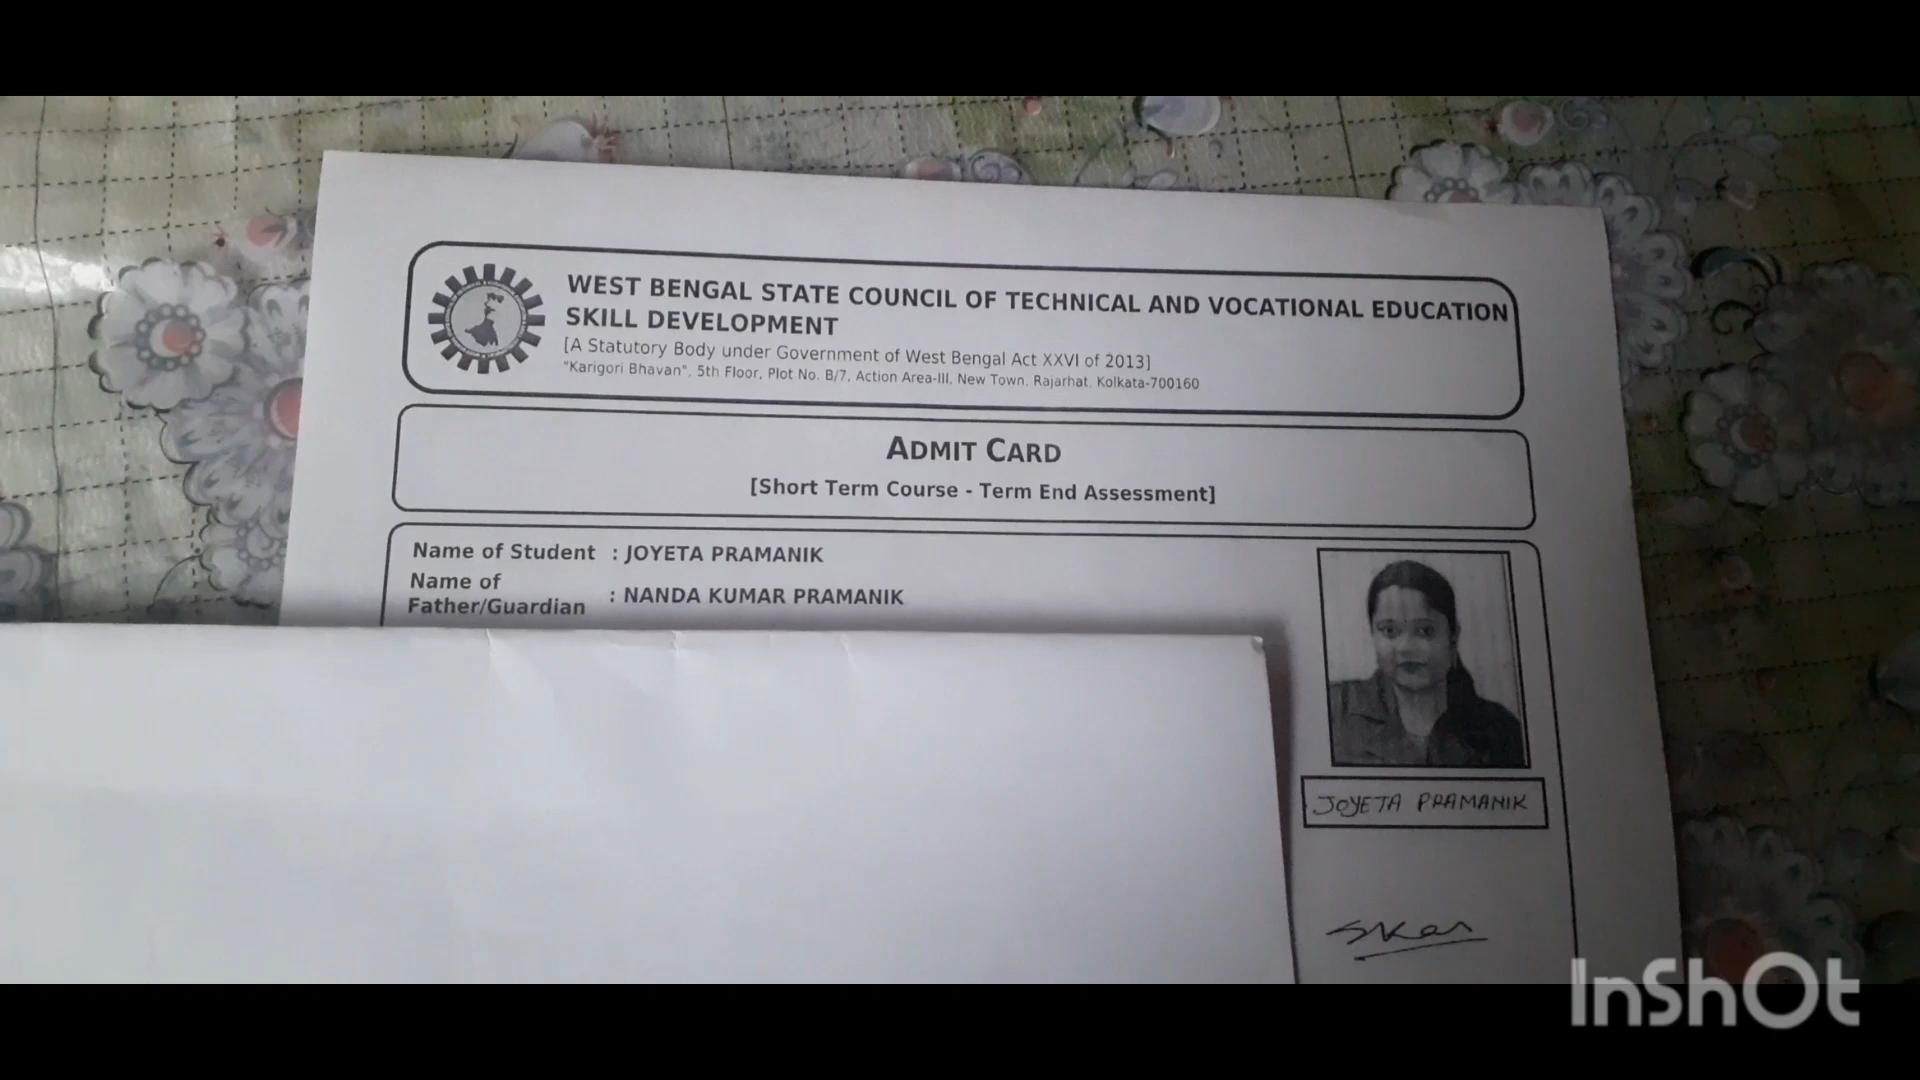 WEST BENGAL STATE COUNCIL OF TECHNICAL AND VOCATIONAL EDUCATION
SKILL DEVELOPMENT
[A Statutory Body under Government of West Bengal Act XXVI of 2013]
"Karigori Bhavan", 5th Floor, Plot No. B/7, Action Area-III, New Town, Rajarhat, Kolkata-700160
ADMIT CARD
[Short Term Course - Term End Assessment]
Name of Student : JOYETA PRAMANIK
Name of
Father/Guardian : NANDA KUMAR PRAMANIK
JOYETA PRAMANIK
InShOt